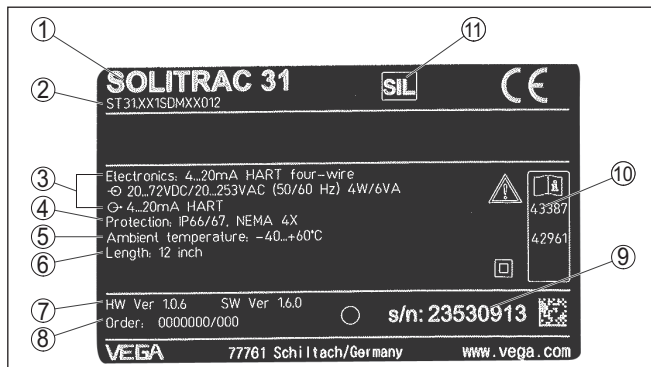 ① ⑪
SOLITRAC 31 SIL CE
② ST31.XX1SDMXX012
③ Electronics: 4...20mA HART four-wire
20...72VDC/20...253VAC (50/60 Hz) 4W/6VA
4...20mA HART
⑩ 43387
42961
④ Protection: IP66/67, NEMA 4X
⑤ Ambient temperature: -40...+60°C
⑥ Length: 12 inch
⑦ HW Ver 1.0.6 SW Ver 1.6.0
⑧ Order: 0000000/000
⑨ s/n: 23530913
VEGA 77761 Schiltach/Germany www.vega.com